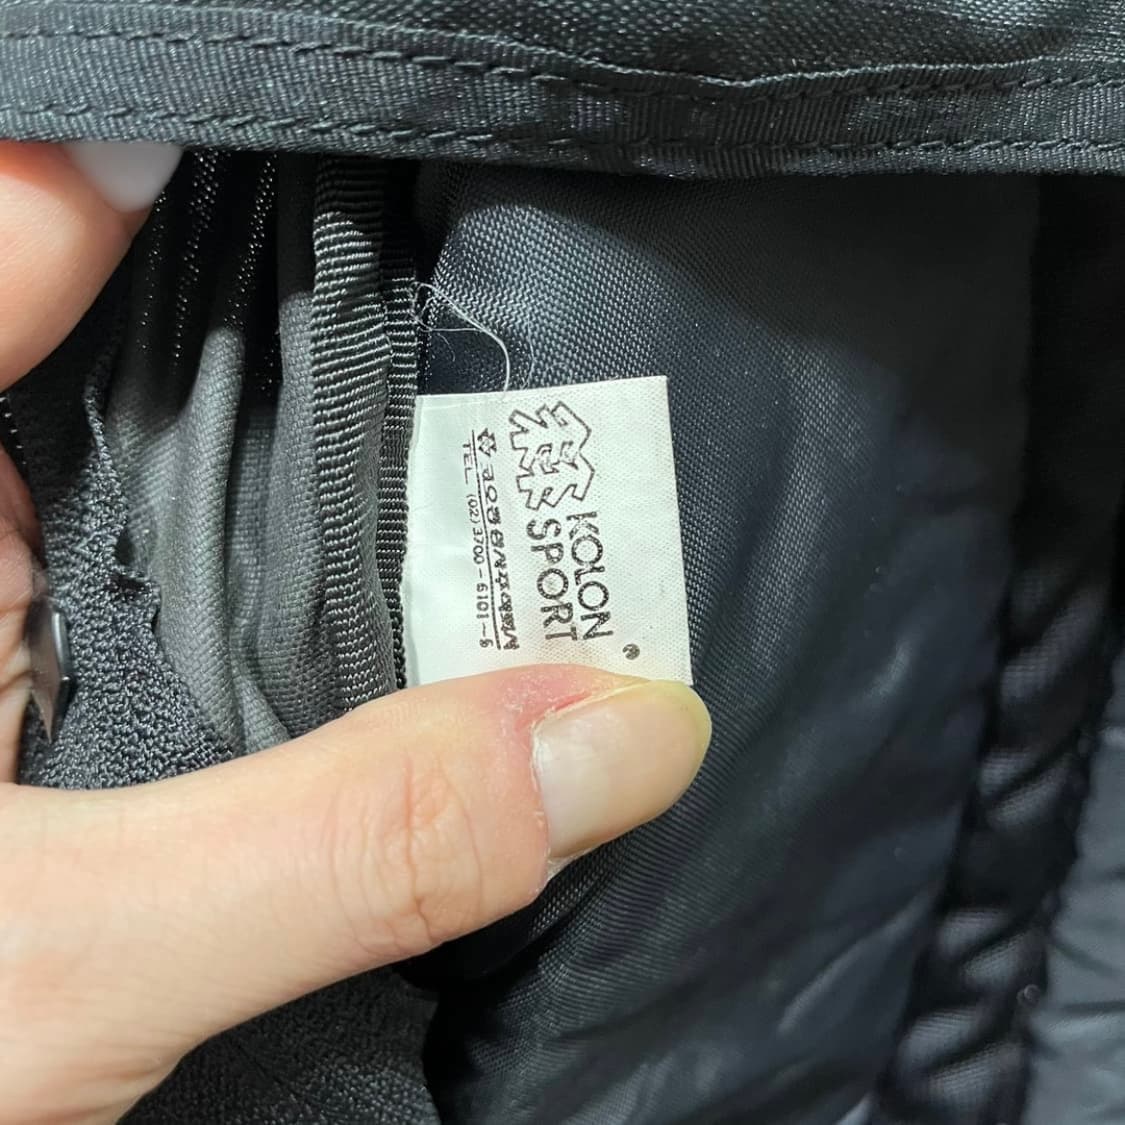 KOLON
SPORT
TEL. (02) 3700-6101~6